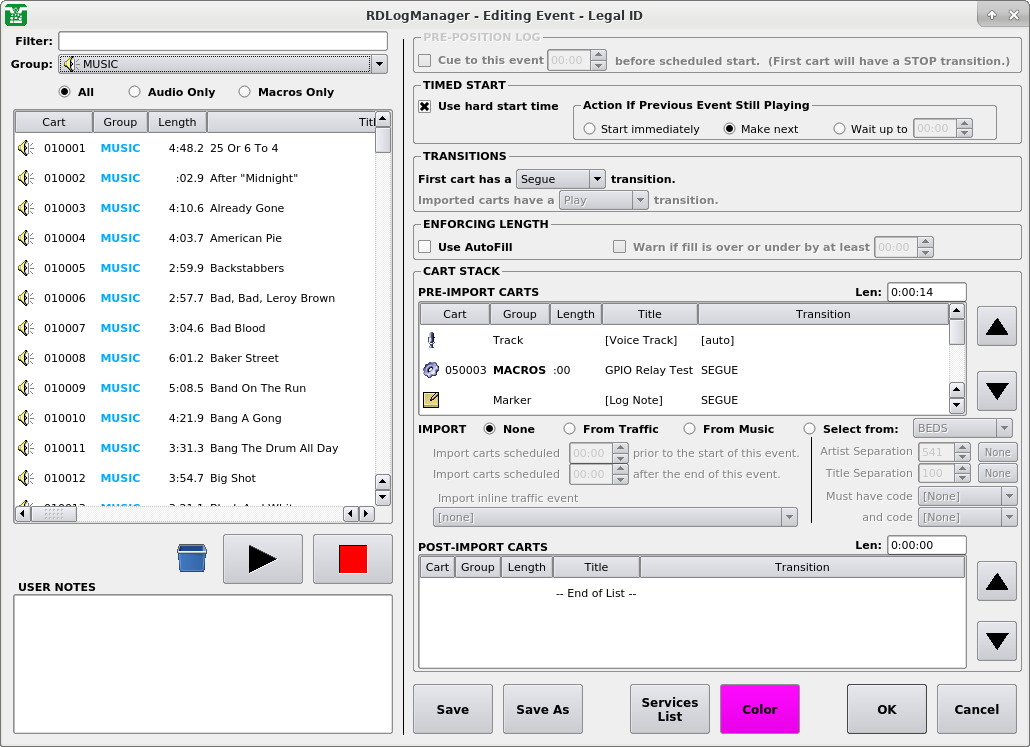 RDLogManager - Editing Event - Legal ID
Filter:
Group: MUSIC
All Audio Only Macros Only
Cart Group Length Titl
010001 MUSIC 4:48.2 25 Or 6 To 4
010002 MUSIC :02.9 After "Midnight"
010003 MUSIC 4:10.6 Already Gone
010004 MUSIC 4:03.7 American Pie
010005 MUSIC 2:59.9 Backstabbers
010006 MUSIC 2:57.7 Bad, Bad, Leroy Brown
010007 MUSIC 3:04.6 Bad Blood
010008 MUSIC 6:01.2 Baker Street
010009 MUSIC 5:08.5 Band On The Run
010010 MUSIC 4:21.9 Bang A Gong
010011 MUSIC 3:31.3 Bang The Drum All Day
010012 MUSIC 3:54.7 Big Shot
USER NOTES
PRE-POSITION LOG
Cue to this event 00:00 before scheduled start. (First cart will have a STOP transition.)
TIMED START
Use hard start time
Action If Previous Event Still Playing
Start immediately Make next Wait up to 00:00
TRANSITIONS
First cart has a Segue transition.
Imported carts have a Play transition.
ENFORCING LENGTH
Use AutoFill Warn if fill is over or under by at least 00:00
CART STACK
PRE-IMPORT CARTS Len: 0:00:14
Cart Group Length Title Transition
Track [Voice Track] [auto]
050003 MACROS :00 GPIO Relay Test SEGUE
Marker [Log Note] SEGUE
IMPORT None From Traffic From Music Select from: BEDS
Import carts scheduled 00:00 prior to the start of this event.
Import carts scheduled 00:00 after the end of this event.
Import inline traffic event
[none]
Artist Separation 541 None
Title Separation 100 None
Must have code [None]
and code [None]
POST-IMPORT CARTS Len: 0:00:00
Cart Group Length Title Transition
-- End of List --
Save Save As Services List Color OK Cancel